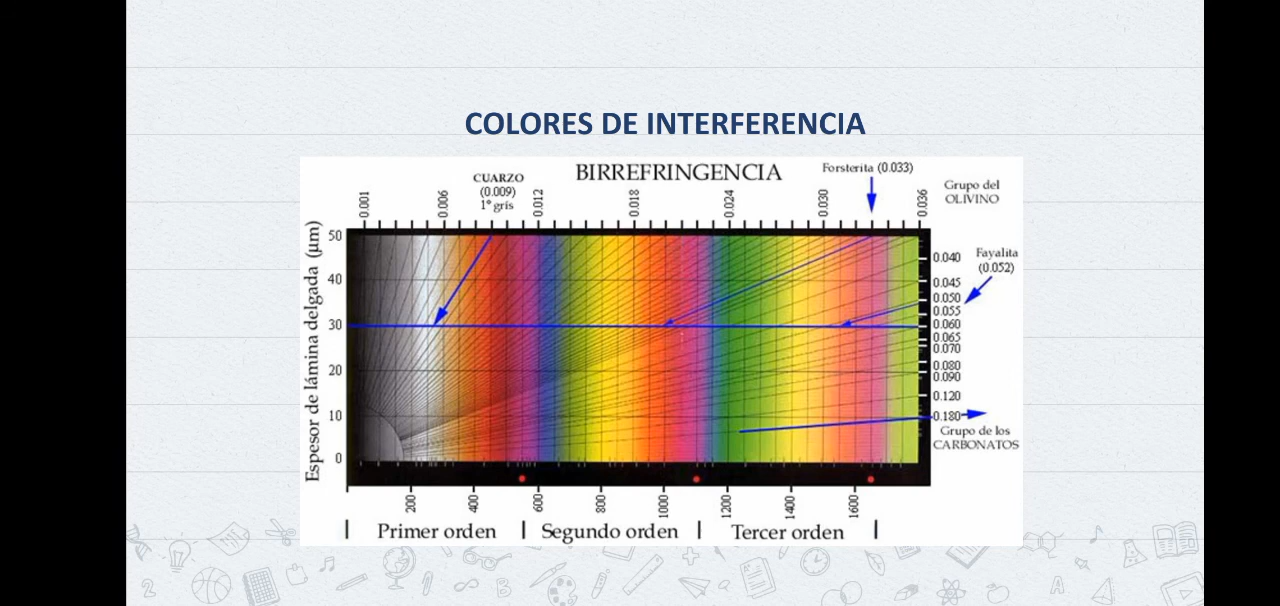 COLORES DE INTERFERENCIA
BIRREFRINGENCIA
CUARZO
(0.009)
1° gris
Forsterita (0.033)
Grupo del
OLIVINO
0.001
0.006
0.012
0.018
0.024
0.030
0.036
Espesor de lámina delgada (μm)
50
40
30
20
10
0
Fayalita
(0.052)
0.040
0.045
0.050
0.055
0.060
0.065
0.070
0.080
0.090
0.120
0.180
Grupo de los
CARBONATOS
200
400
600
800
1000
1200
1400
1600
Primer orden
Segundo orden
Tercer orden